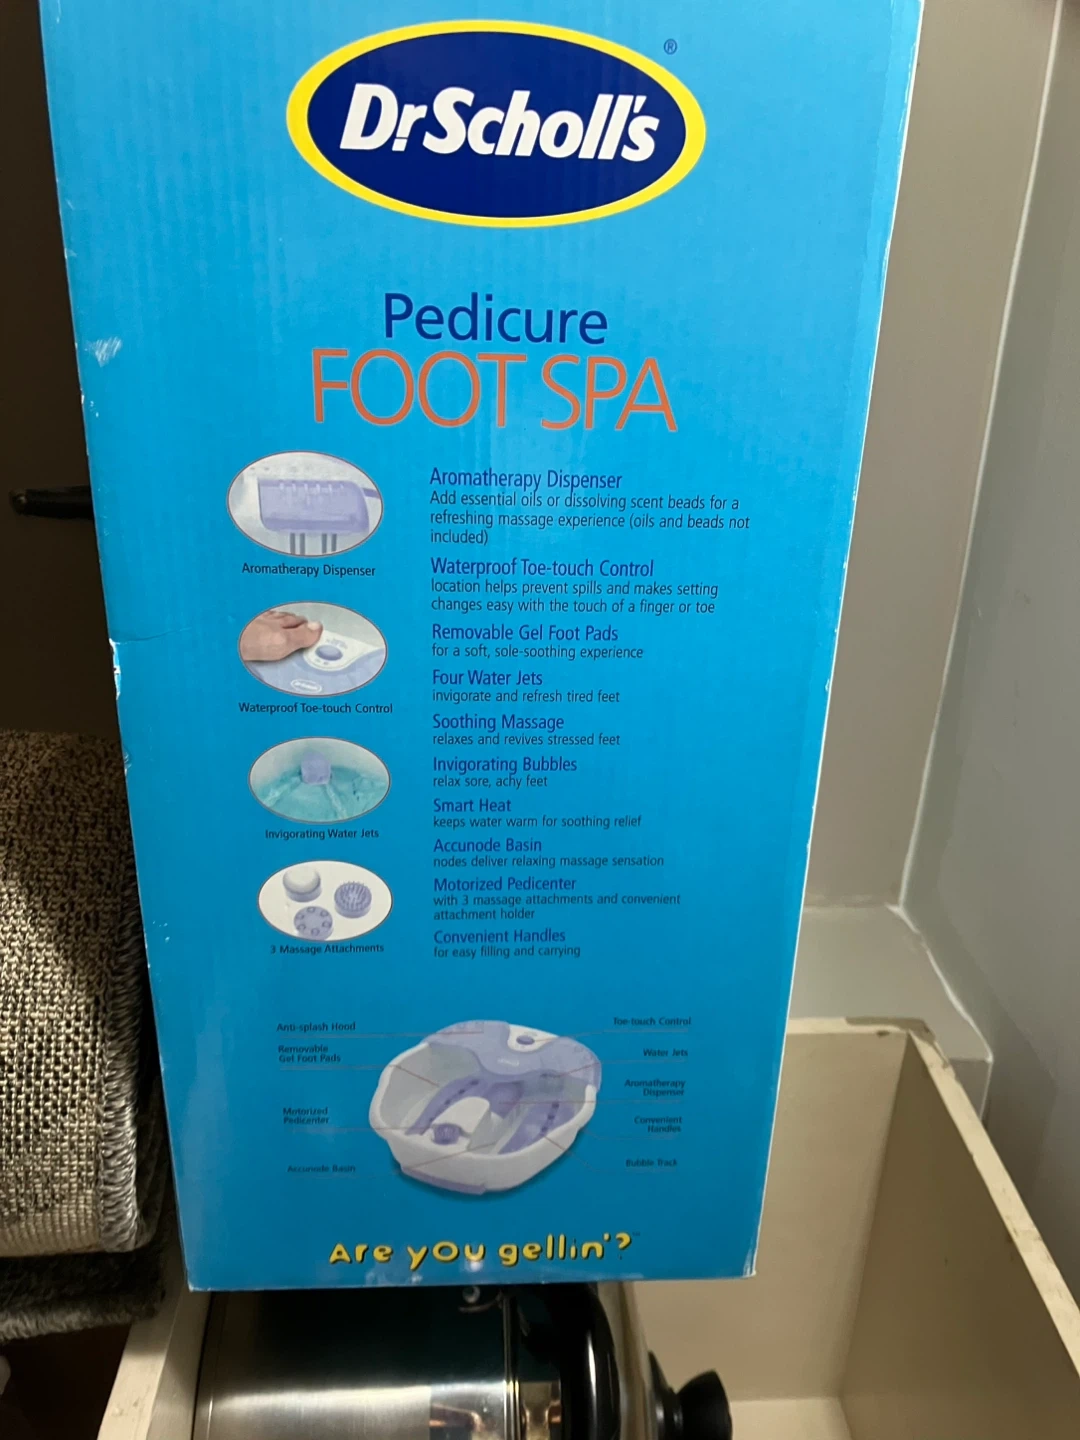 Dr.Scholl's
®
Pedicure
FOOT SPA
Aromatherapy Dispenser
Add essential oils or dissolving scent beads for a
refreshing massage experience (oils and beads not
included)
Aromatherapy Dispenser
Waterproof Toe-touch Control
location helps prevent spills and makes setting
changes easy with the touch of a finger or toe
Removable Gel Foot Pads
for a soft, sole-soothing experience
Four Water Jets
invigorate and refresh tired feet
Waterproof Toe-touch Control
Soothing Massage
relaxes and revives stressed feet
Invigorating Bubbles
relax sore, achy feet
Smart Heat
keeps water warm for soothing relief
Invigorating Water Jets
Accunode Basin
nodes deliver relaxing massage sensation
Motorized Pedicenter
with 3 massage attachments and convenient
attachment holder
Convenient Handles
for easy filling and carrying
3 Massage Attachments
Anti-splash Hood
Removable
Gel Foot Pads
Motorized
Pedicenter
Accunode Basin
Toe-touch Control
Water Jets
Aromatherapy
Dispenser
Convenient
Handles
Bubble Track
Are you gellin'?